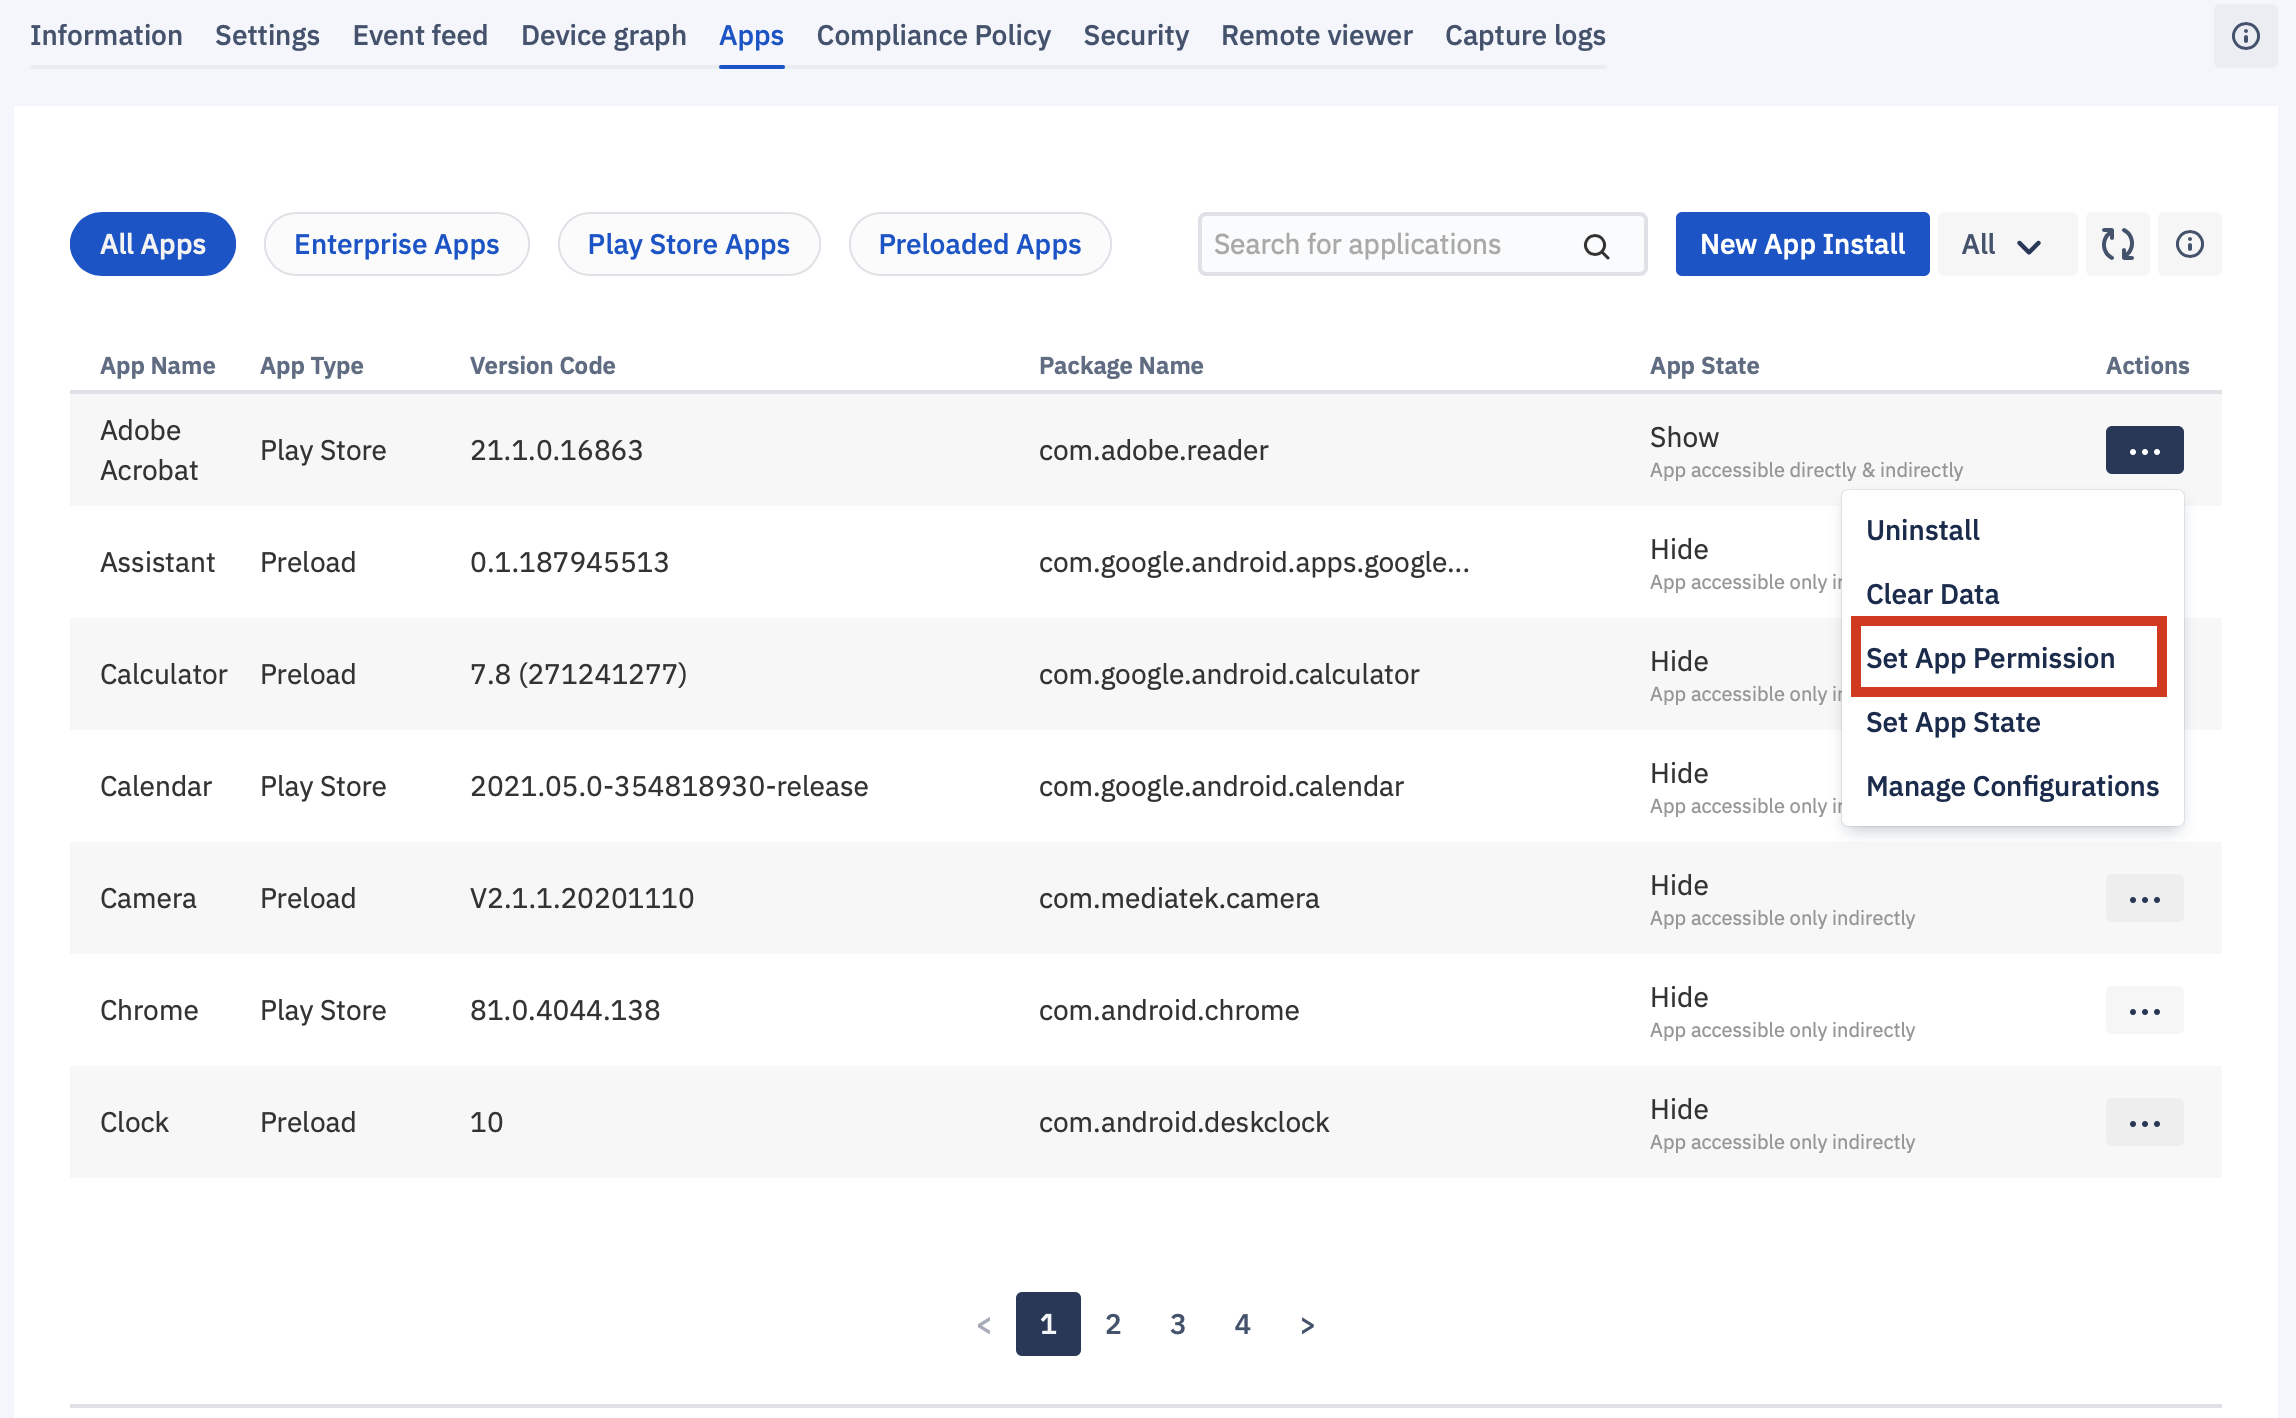 Information Settings Event feed Device graph Apps Compliance Policy Security Remote viewer Capture logs
All Apps Enterprise Apps Play Store Apps Preloaded Apps Search for applications New App Install All
App Name App Type Version Code Package Name App State Actions
Adobe Acrobat Play Store 21.1.0.16863 com.adobe.reader Show
App accessible directly & indirectly
Uninstall
Assistant Preload 0.1.187945513 com.google.android.apps.google... Hide
App accessible only
Clear Data
Calculator Preload 7.8 (271241277) com.google.android.calculator Hide
App accessible only
Set App Permission
Set App State
Calendar Play Store 2021.05.0-354818930-release com.google.android.calendar Hide
App accessible only
Manage Configurations
Camera Preload V2.1.1.20201110 com.mediatek.camera Hide
App accessible only indirectly
Chrome Play Store 81.0.4044.138 com.android.chrome Hide
App accessible only indirectly
Clock Preload 10 com.android.deskclock Hide
App accessible only indirectly
< 1 2 3 4 >